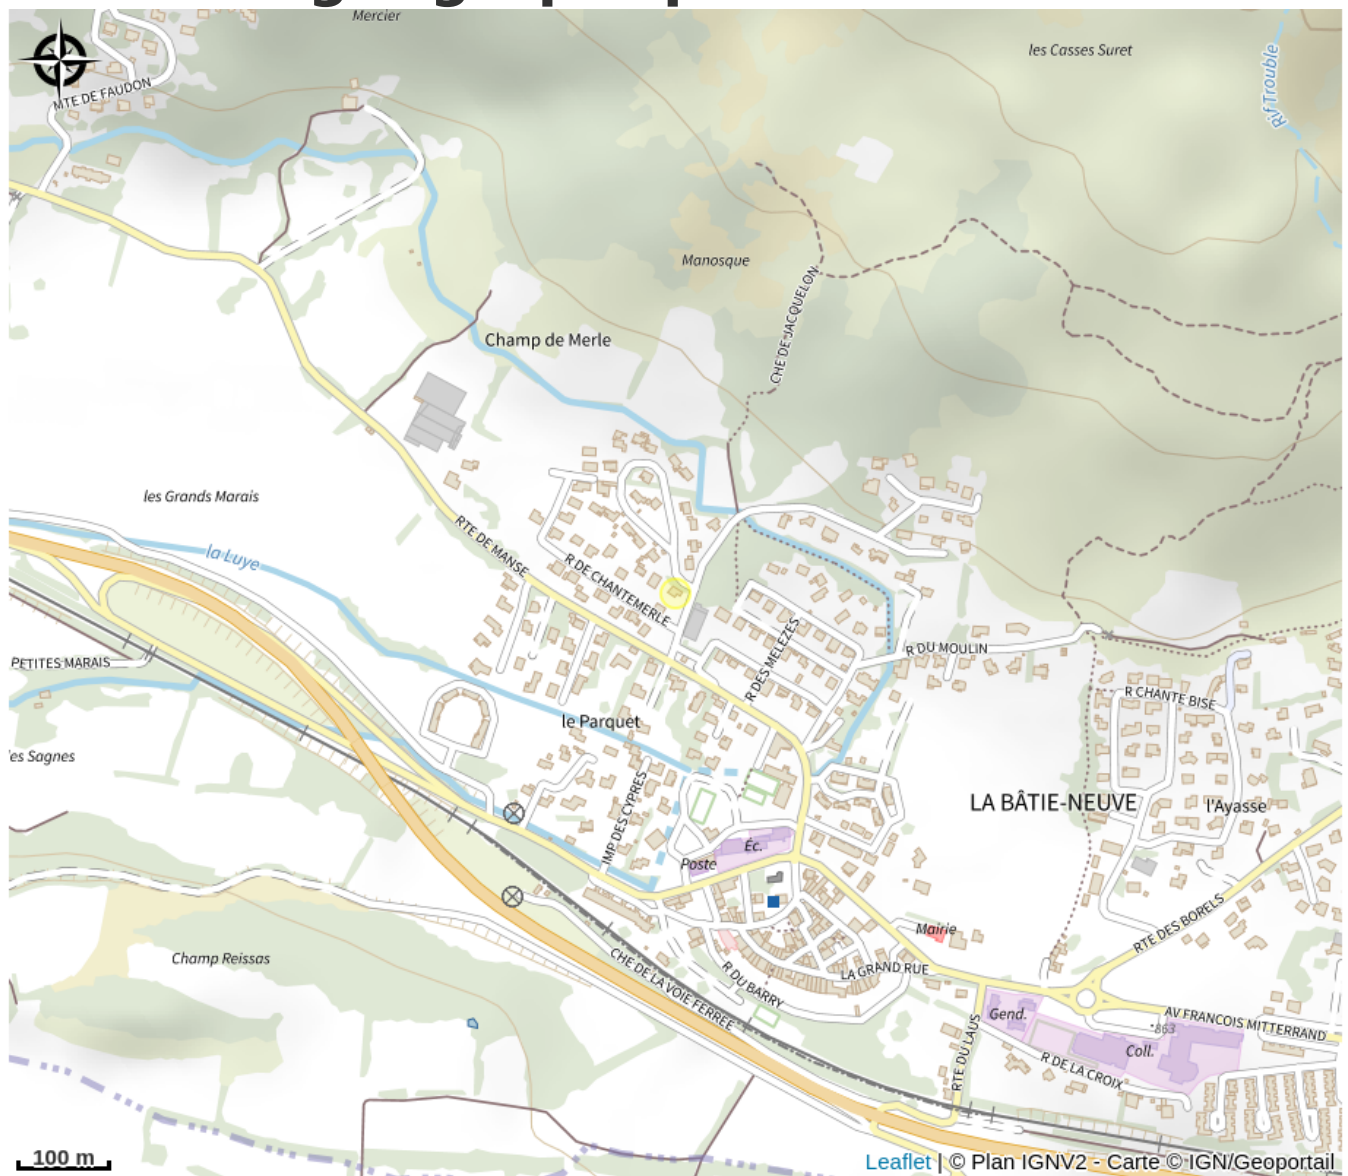 Mercier
les Casses Suret
Rif Trouble
MTE DE FAUDON
Manosque
CHE DE JACQUELON
Champ de Merle
les Grands Marais
la Luye
RTE DE MANSE
R DE CHANTEMERLE
R DES MELEZES
R DU MOULIN
PETITES MARAIS
R CHANTE BISE
le Parquet
es Sagnes
IMP DES CYPRES
LA BÂTIE-NEUVE
l'Ayasse
Éc.
Poste
RTE DES BORELS
Mairie
Champ Reissas
CHE DE LA VOIE FERREE
R DU BARRY
LA GRAND RUE
Gend.
AV FRANCOIS MITTERRAND
863
Coll.
RTE DU LAUS
R DE LA CROIX
100 m
Leaflet | © Plan IGNV2 - Carte © IGN/Geoportail